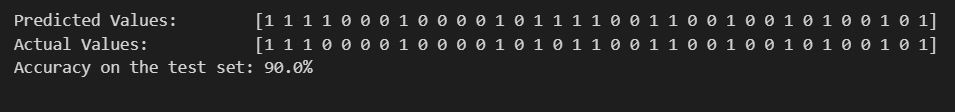 Predicted Values: [1 1 1 1 0 0 0 1 0 0 0 0 1 0 1 1 1 1 0 0 1 1 0 0 1 0 0 1 0 1 0 0 1 0 1]
Actual Values: [1 1 1 0 0 0 0 1 0 0 0 0 1 0 1 0 1 1 0 0 1 1 0 0 1 0 0 1 0 1 0 0 1 0 1]
Accuracy on the test set: 90.0%